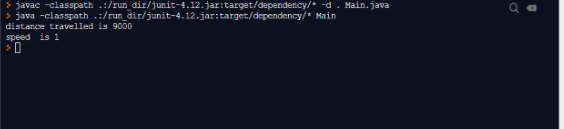 > javac -classpath .:/run_dir/junit-4.12.jar:target/dependency/* -d . Main.java
> java -classpath .:/run_dir/junit-4.12.jar:target/dependency/* Main
distance travelled is 9000
speed  is 1
>